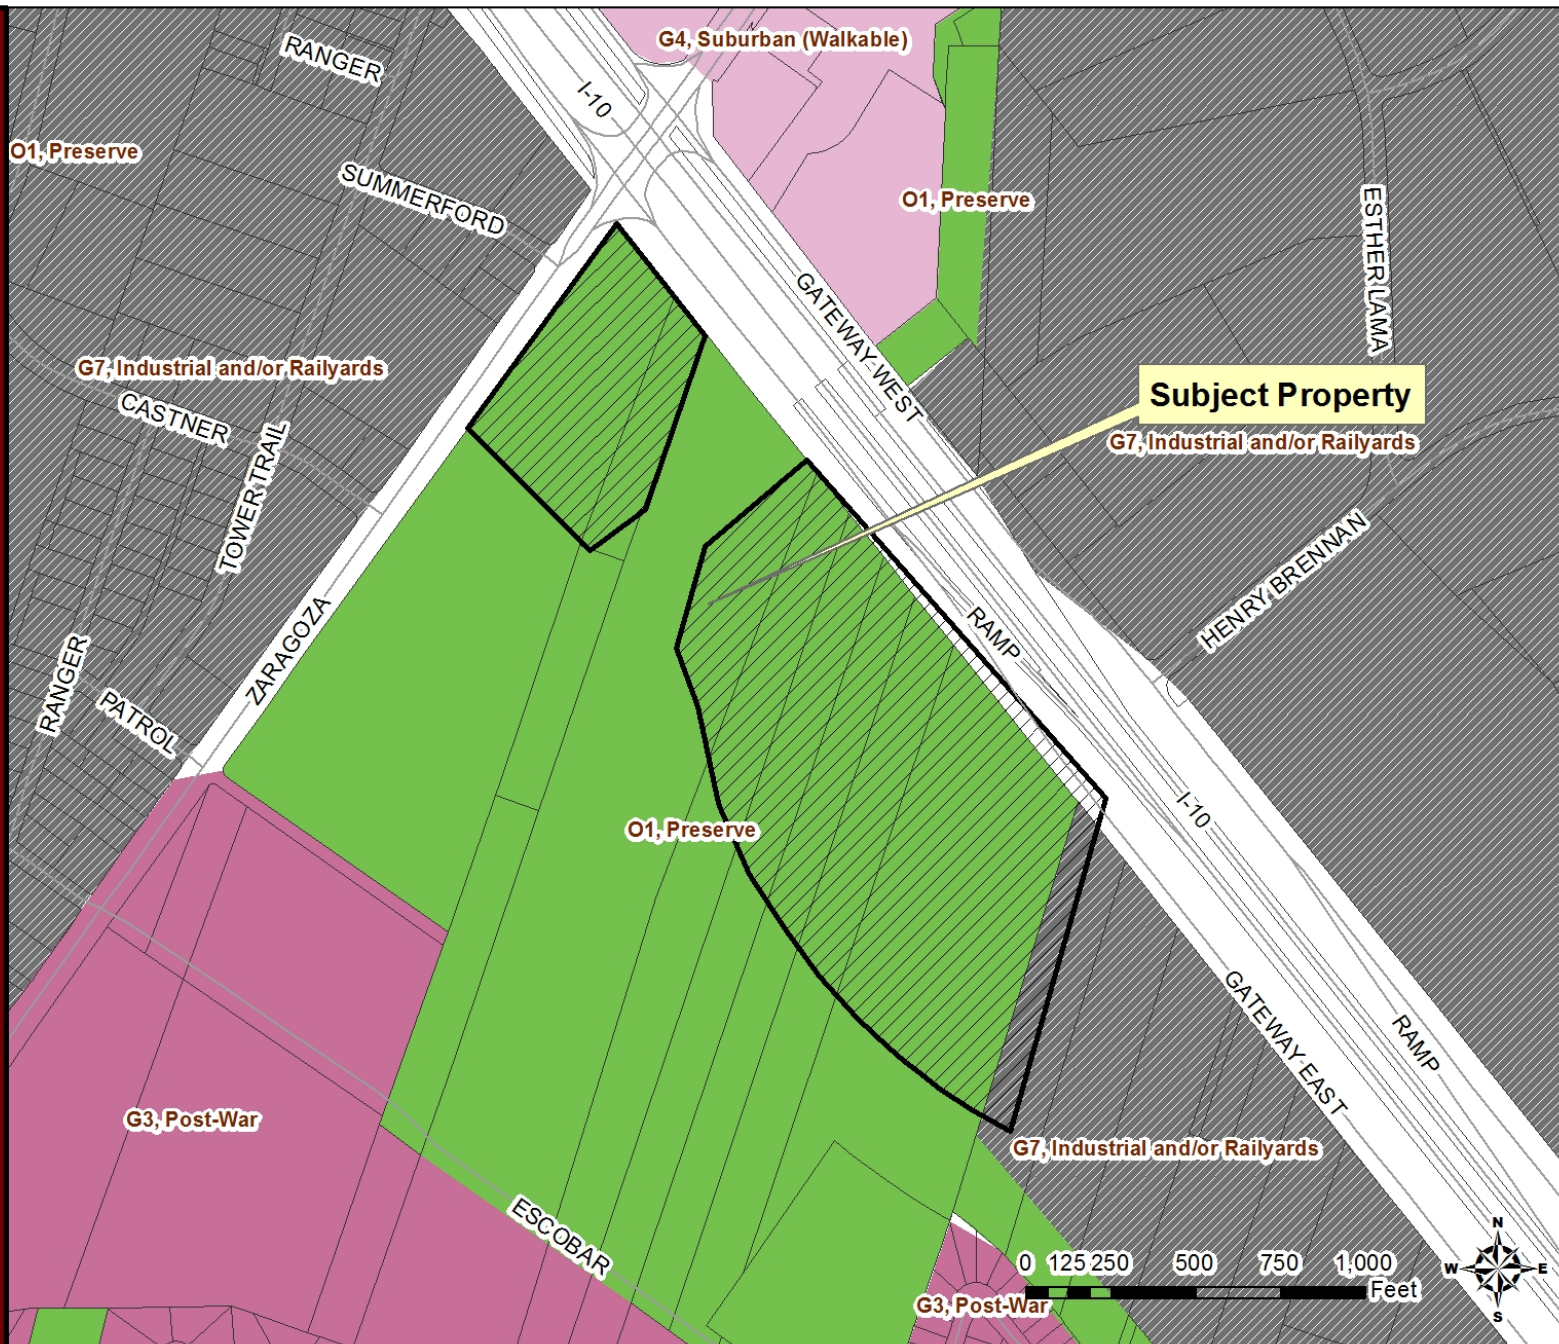 G4, Suburban (Walkable)
RANGER
I-10
O1, Preserve
SUMMERFORD
O1, Preserve
ESTHER LAMA
GATEWAY WEST
G7, Industrial and/or Railyards
Subject Property
CASTNER
TOWER TRAIL
G7, Industrial and/or Railyards
HENRY BRENNAN
ZARAGOZA
RAMP
RANGER
PATROL
I-10
O1, Preserve
GATEWAY EAST
RAMP
G3, Post-War
G7, Industrial and/or Railyards
ESCOBAR
N
W E
S
0 125 250 500 750 1,000
Feet
G3, Post-War